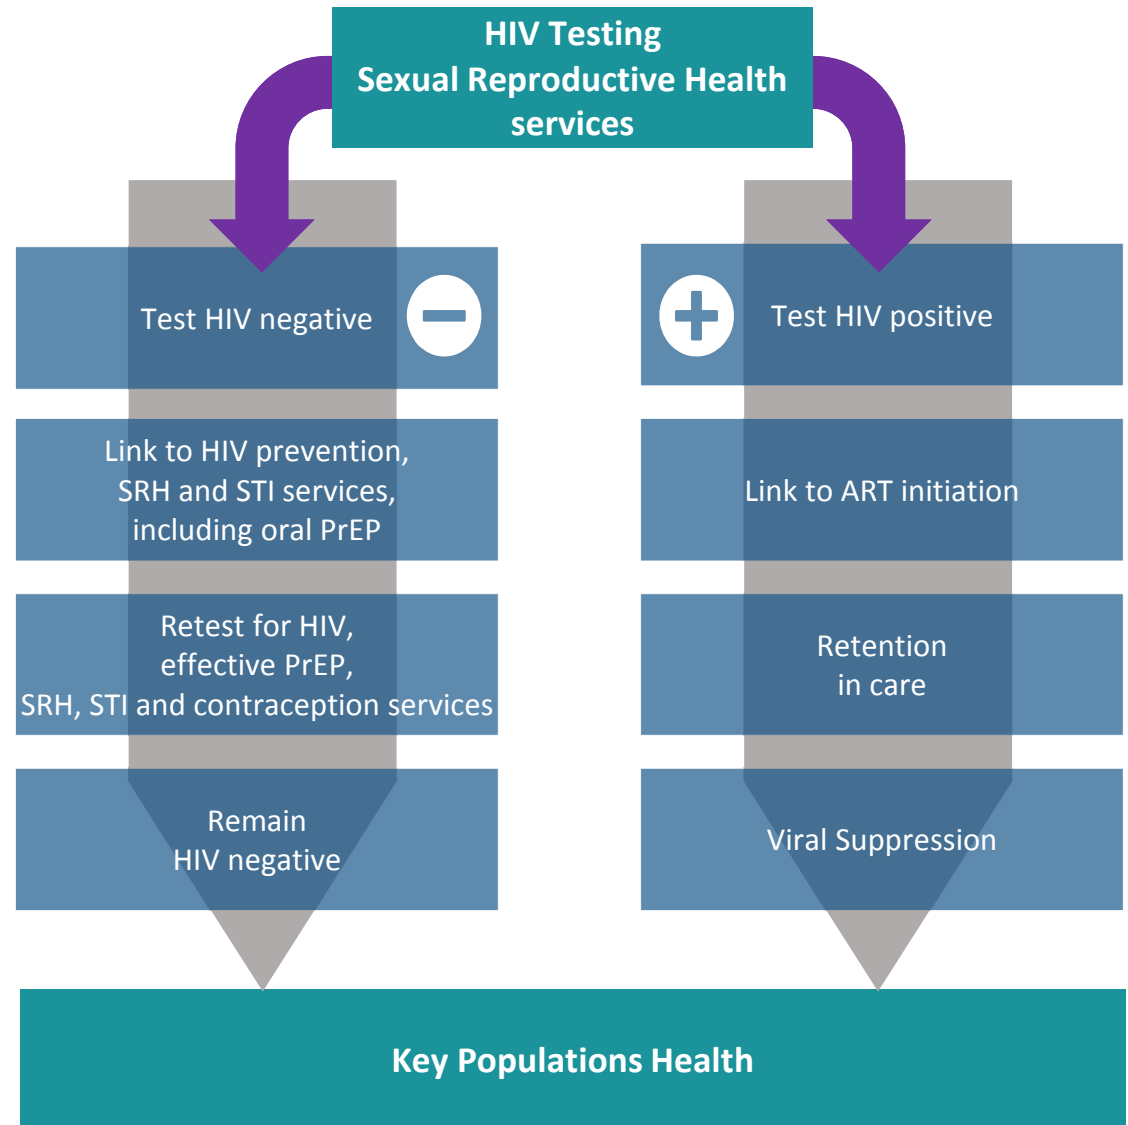 HIV Testing
Sexual Reproductive Health
services
Test HIV negative
Link to HIV prevention,
SRH and STI services,
including oral PrEP
Retest for HIV,
effective PrEP,
SRH, STI and contraception services
Remain
HIV negative
Test HIV positive
Link to ART initiation
Retention
in care
Viral Suppression
Key Populations Health